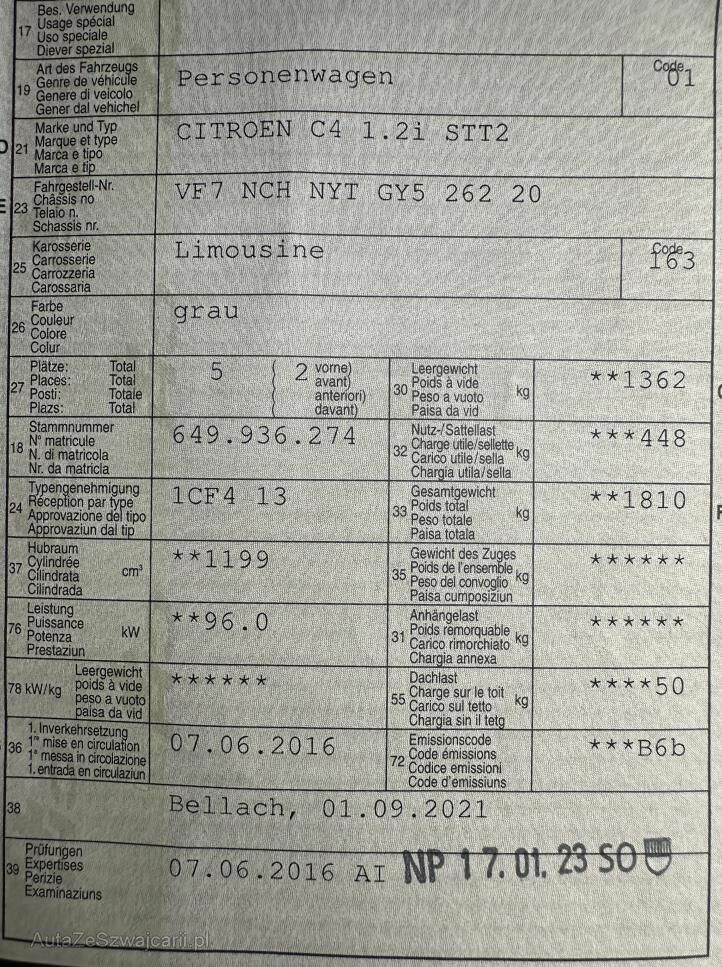 17 Bes. Verwendung
Usage spécial
Uso speciale
Diever spezial
19 Art des Fahrzeugs
Genre de véhicule
Genere di veicolo
Gener dal vehichel
Personenwagen
Code
01
21 Marke und Typ
Marque et type
Marca e tipo
Marca e tip
CITROEN C4 1.2i STT2
23 Fahrgestell-Nr.
Châssis no
Telaio n.
Schassis nr.
VF7 NCH NYT GY5 262 20
25 Karosserie
Carrosserie
Carrozzeria
Carossaria
Limousine
Code
163
26 Farbe
Couleur
Colore
Colur
grau
27 Plätze: Total
Places: Total
Posti: Totale
Plazs: Total
5 ( 2 vorne)
( avant)
( anteriori)
( davant)
30 Leergewicht
Poids à vide
Peso a vuoto
Paisa da vid
kg
**1362
18 Stammnummer
N° matricule
N. di matricola
Nr. da matricla
649.936.274
32 Nutz-/Sattellast
Charge utile/sellette
Carico utile/sella
Chargia utila/sella
kg
***448
24 Typengenehmigung
Réception par type
Approvazione del tipo
Approvaziun dal tip
1CF4 13
33 Gesamtgewicht
Poids total
Peso totale
Paisa totala
kg
**1810
37 Hubraum
Cylindrée
Cilindrata
Cilindrada
cm³
**1199
35 Gewicht des Zuges
Poids de l'ensemble
Peso del convoglio
Paisa cumposiziun
kg
******
76 Leistung
Puissance
Potenza
Prestaziun
kW
**96.0
31 Anhängelast
Poids remorquable
Carico rimorchiato
Chargia annexa
kg
******
78 kW/kg Leergewicht
poids à vide
peso a vuoto
paisa da vid
******
55 Dachlast
Charge sur le toit
Carico sul tetto
Chargia sin il tetg
kg
****50
36 1. Inverkehrsetzung
1re mise en circulation
1a messa in circolazione
1. entrada en circulaziun
07.06.2016
72 Emissionscode
Code émissions
Codice emissioni
Code d'emissiuns
***B6b
38 Bellach, 01.09.2021
39 Prüfungen
Expertises
Perizie
Examinaziuns
07.06.2016 AI NP 17.01.23 SO
AutaZeSzwajcarii.pl